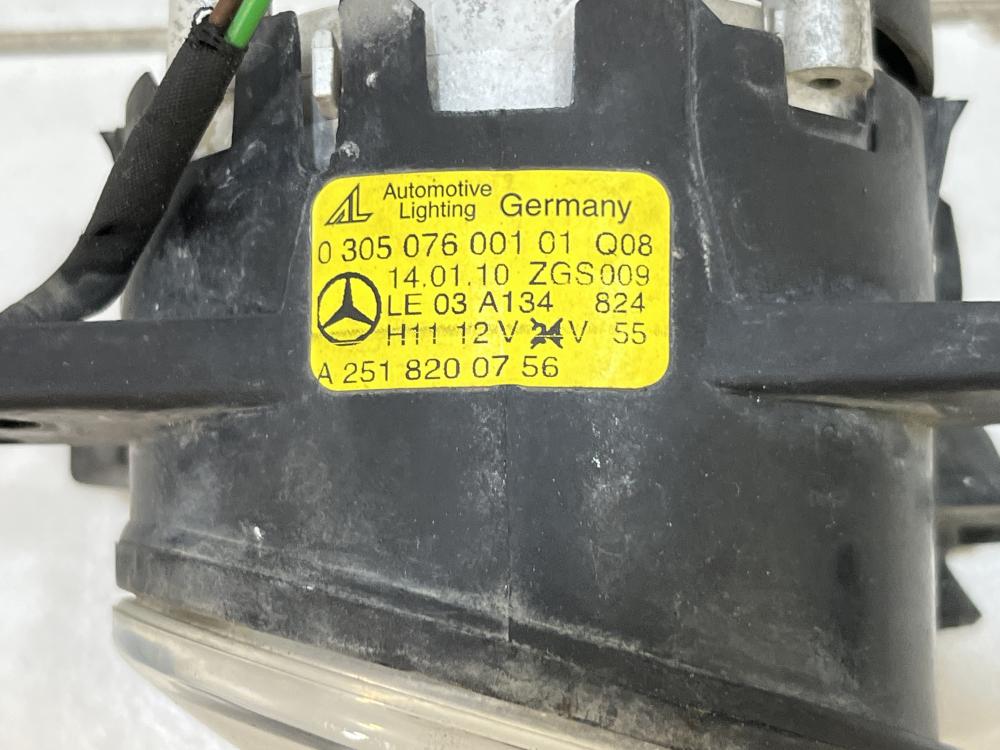 AL Automotive Lighting Germany
0 305 076 001 01 Q08
14.01.10 ZGS009
LE 03 A134 824
H11 12 V 24 V 55
A 251 820 07 56